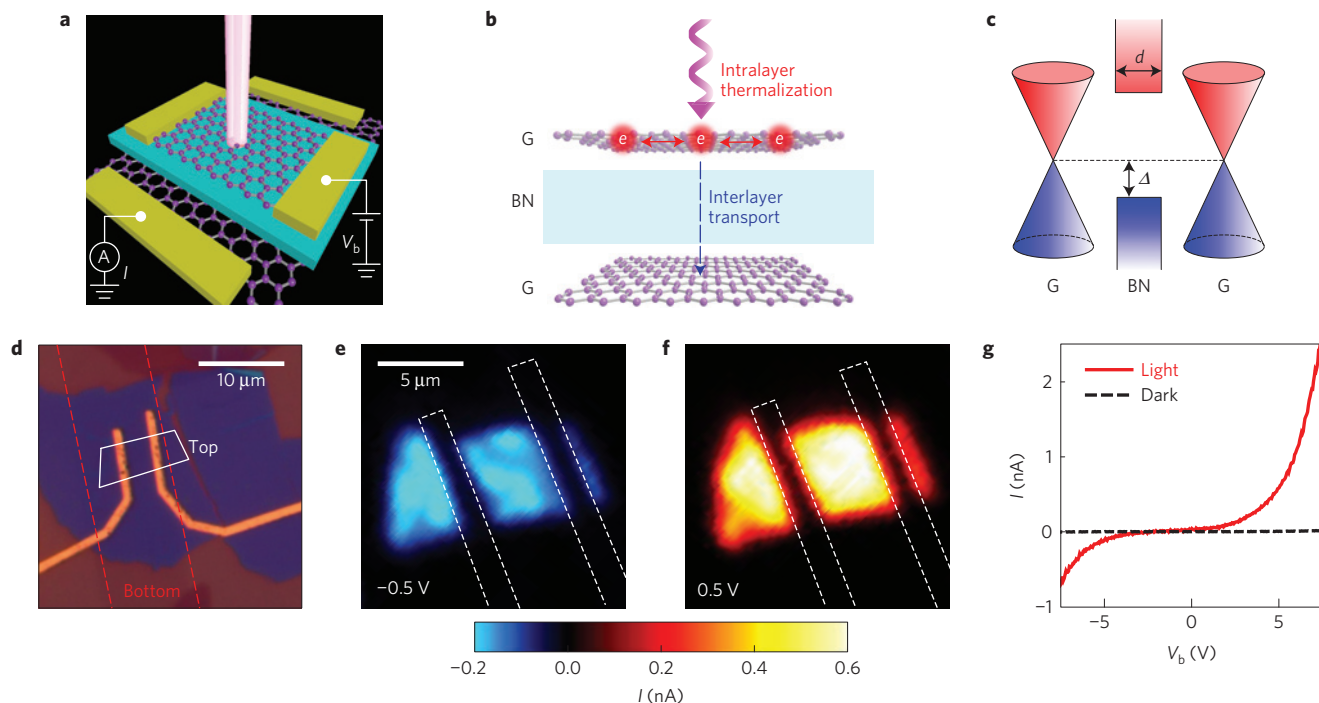 a
A
I
V_b
b
Intralayer
thermalization
G
e e e
BN
Interlayer
transport
G
c
d
Δ
G BN G
d
10 μm
Top
Bottom
e
5 μm
−0.5 V
f
0.5 V
−0.2 0.0 0.2 0.4 0.6
I (nA)
g
Light
Dark
2
1
0
−1
I (nA)
−5 0 5
V_b (V)